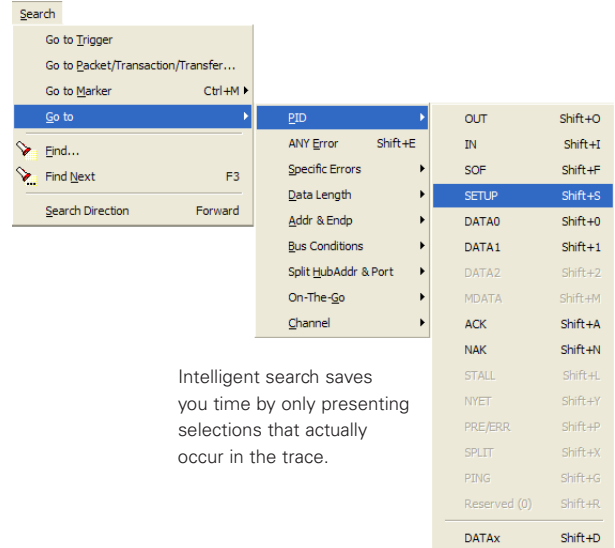 Search
Go to Trigger
Go to Packet/Transaction/Transfer...
Go to Marker Ctrl+M
Go to
Find...
Find Next F3
Search Direction Forward
PID
ANY Error Shift+E
Specific Errors
Data Length
Addr & Endp
Bus Conditions
Split HubAddr & Port
On-The-Go
Channel
OUT Shift+O
IN Shift+I
SOF Shift+F
SETUP Shift+S
DATA0 Shift+0
DATA1 Shift+1
DATA2 Shift+2
MDATA Shift+M
ACK Shift+A
NAK Shift+N
STALL Shift+L
NYET Shift+Y
PRE/ERR Shift+P
SPLIT Shift+X
PING Shift+G
Reserved (0) Shift+R
DATAx Shift+D
Intelligent search saves
you time by only presenting
selections that actually
occur in the trace.